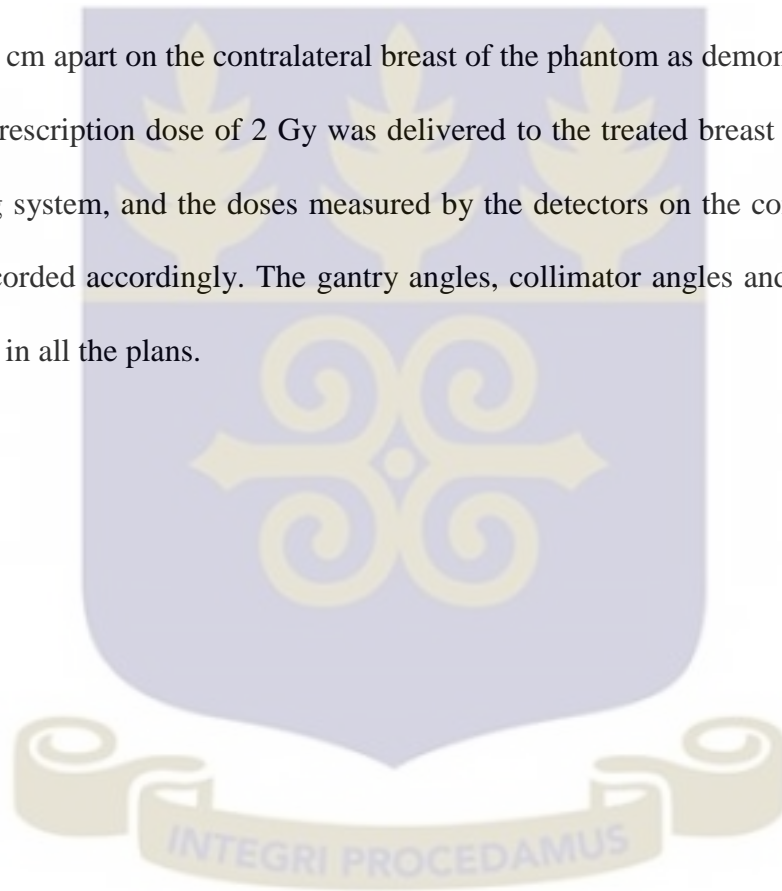 cm apart on the contralateral breast of the phantom as demon
rescription dose of 2 Gy was delivered to the treated breast
g system, and the doses measured by the detectors on the co
corded accordingly. The gantry angles, collimator angles and
in all the plans.
INTEGRI PROCEDAMUS